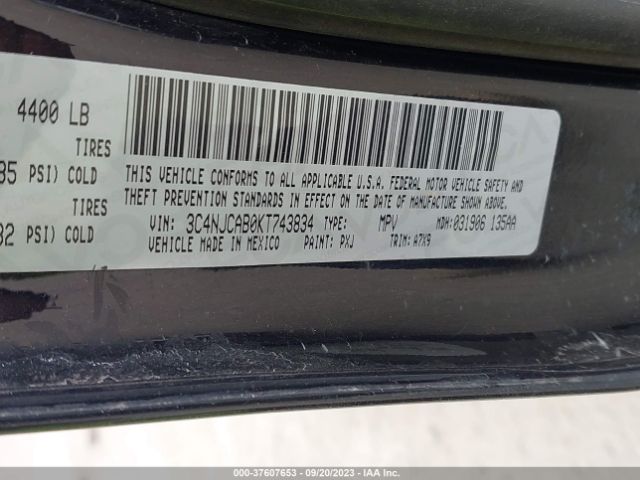 4400 LB
TIRES
85 PSI) COLD
TIRES
82 PSI) COLD
THIS VEHICLE CONFORMS TO ALL APPLICABLE U.S.A. FEDERAL MOTOR VEHICLE SAFETY AND
THEFT PREVENTION STANDARDS IN EFFECT ON THE DATE OF MANUFACTURE SHOWN ABOVE.
VIN: 3C4NJCAB0KT743834 TYPE: MPV MDH:031906 135AA
VEHICLE MADE IN MEXICO PAINT: PXJ TRIM: A7X9
000-37607653 / 09/20/2023 - © IAA Inc.